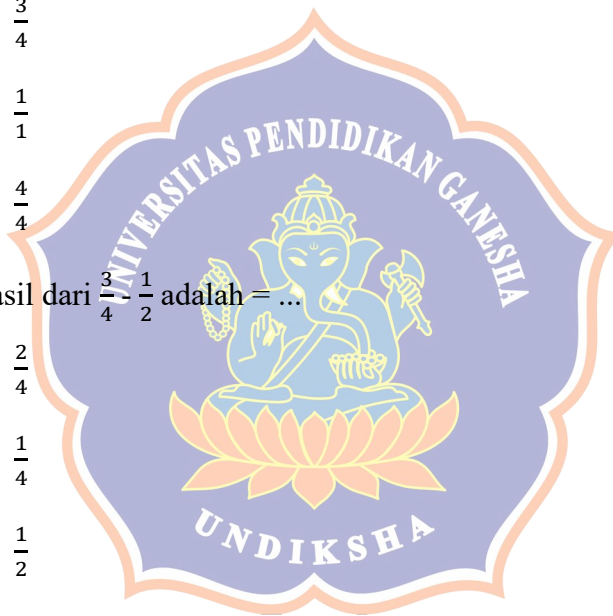 3/4
1/1
4/4
UNIVERSITAS PENDIDIKAN GANESHA
asil dari 3/4 - 1/2 adalah = ...
2/4
1/4
1/2
UNDIKSHA